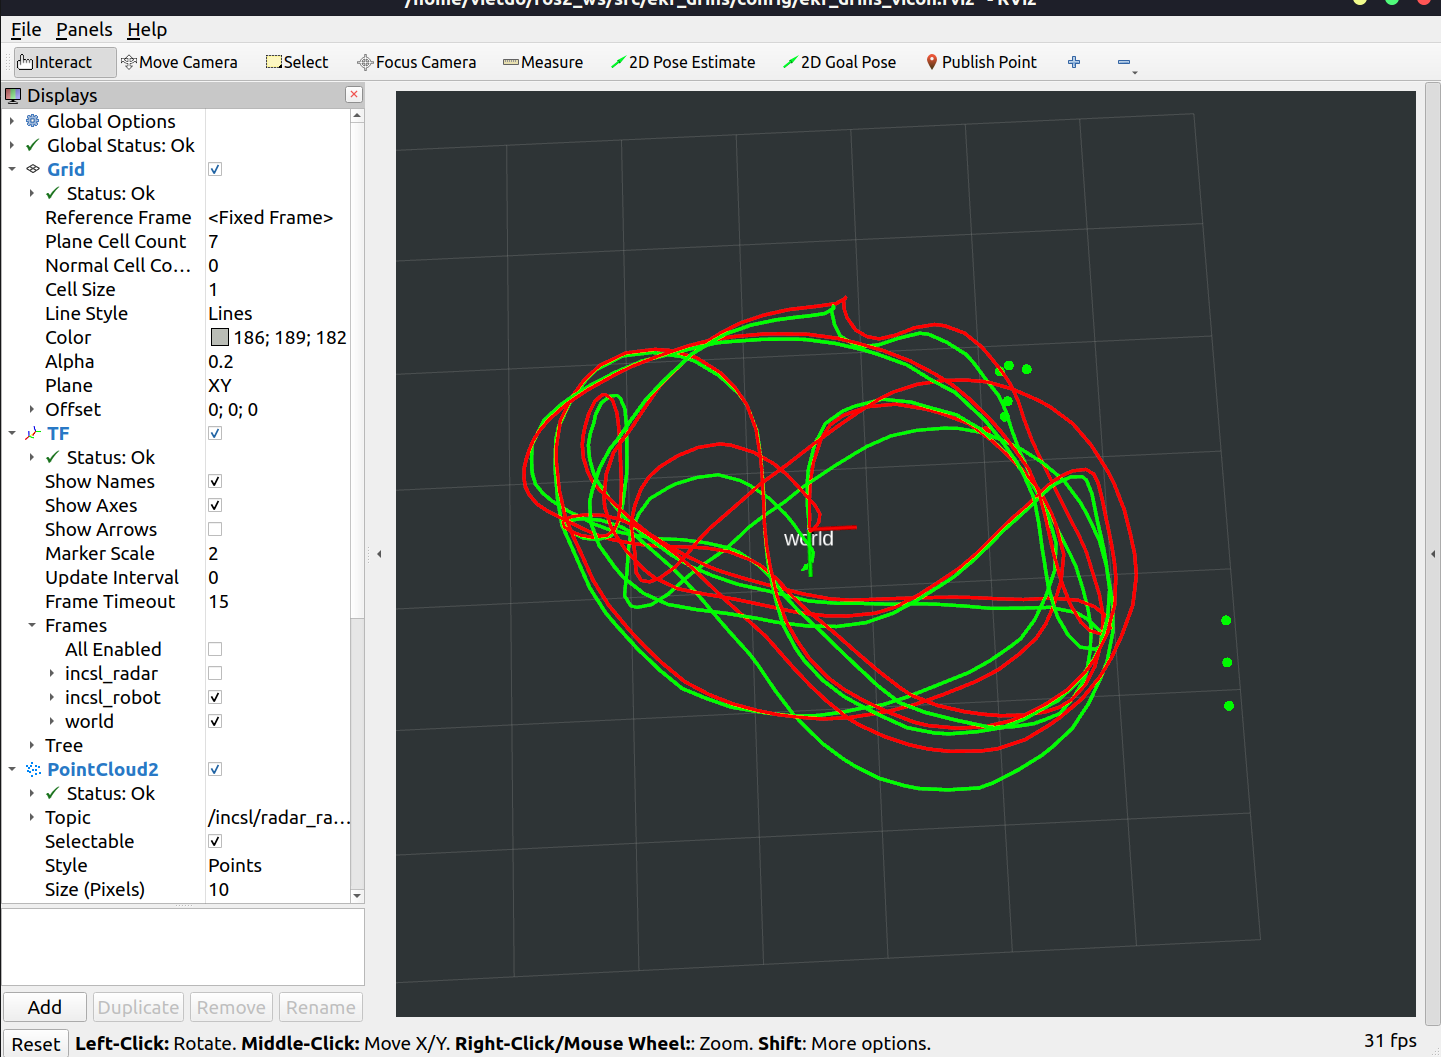 /home/vietdo/ros2_ws/src/ekf_drins/config/ekf_drins_vicon.rviz* - RViz
File Panels Help
Interact Move Camera Select Focus Camera Measure 2D Pose Estimate 2D Goal Pose Publish Point
Displays
Global Options
Global Status: Ok
Grid
Status: Ok
Reference Frame <Fixed Frame>
Plane Cell Count 7
Normal Cell Co... 0
Cell Size 1
Line Style Lines
Color 186; 189; 182
Alpha 0.2
Plane XY
Offset 0; 0; 0
TF
Status: Ok
Show Names
Show Axes
Show Arrows
Marker Scale 2
Update Interval 0
Frame Timeout 15
Frames
All Enabled
incsl_radar
incsl_robot
world
Tree
PointCloud2
Status: Ok
Topic /incsl/radar_ra...
Selectable
Style Points
Size (Pixels) 10
world
Add Duplicate Remove Rename
Reset Left-Click: Rotate. Middle-Click: Move X/Y. Right-Click/Mouse Wheel:: Zoom. Shift: More options. 31 fps